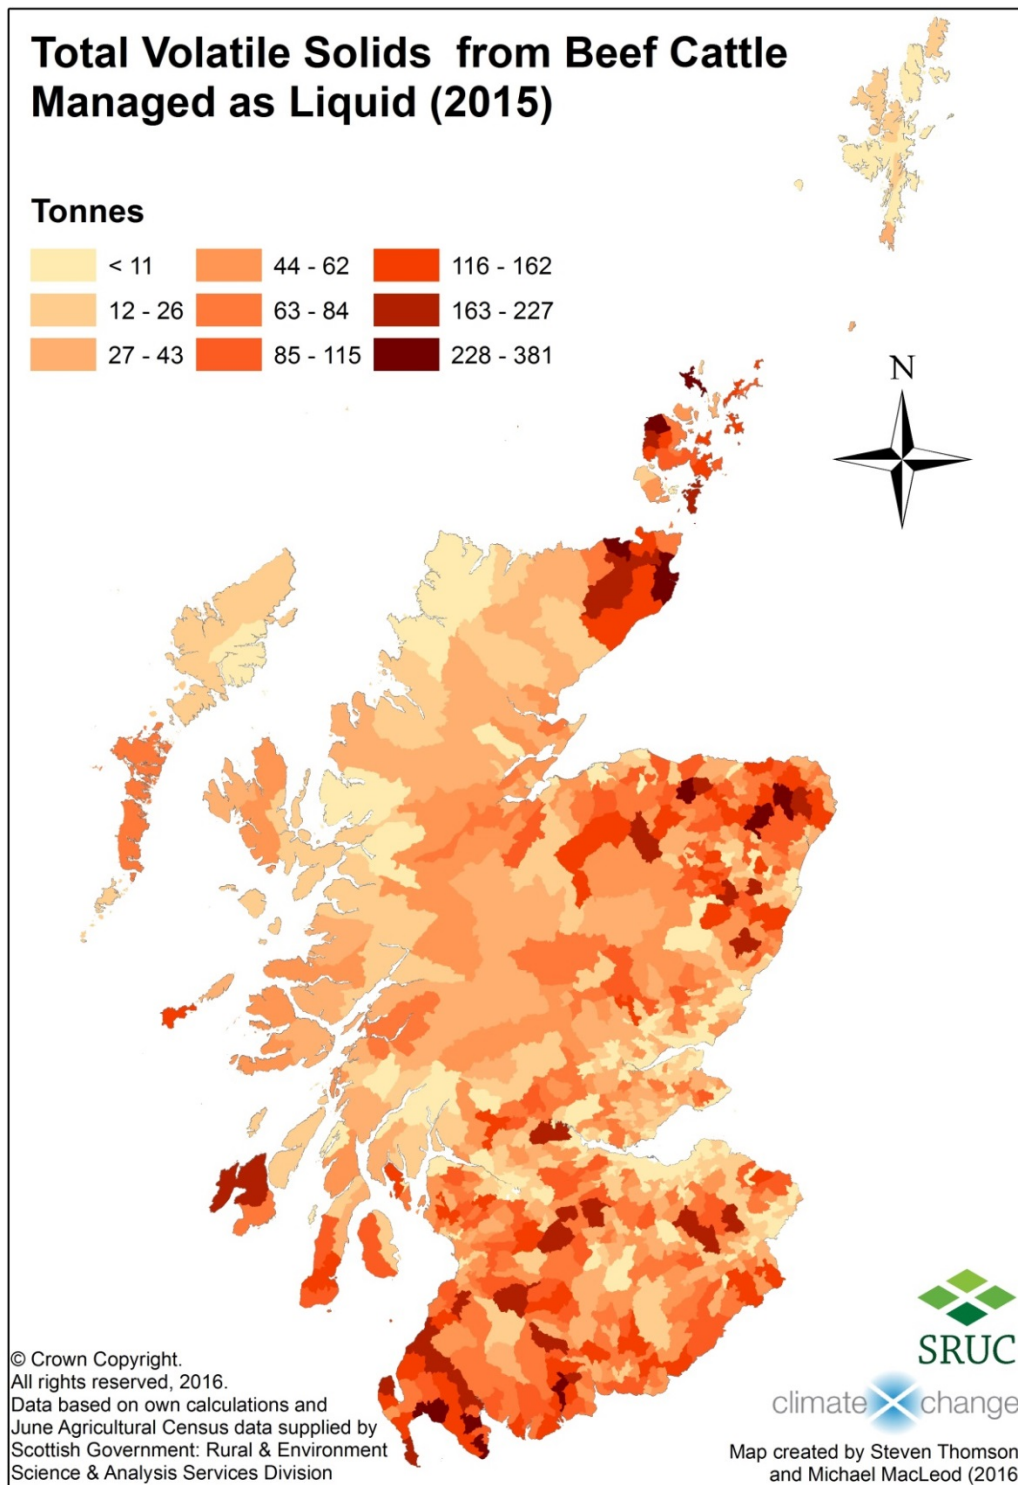 Total Volatile Solids from Beef Cattle
Managed as Liquid (2015)
Tonnes
< 11
12 - 26
27 - 43
44 - 62
63 - 84
85 - 115
116 - 162
163 - 227
228 - 381
N
© Crown Copyright.
All rights reserved, 2016.
Data based on own calculations and
June Agricultural Census data supplied by
Scottish Government: Rural & Environment
Science & Analysis Services Division
SRUC
climate change
Map created by Steven Thomson
and Michael MacLeod (2016